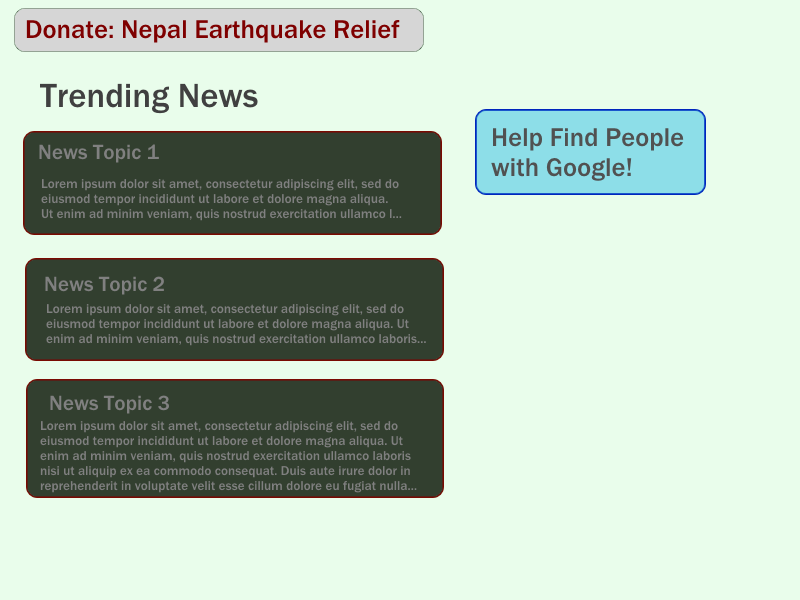 Donate: Nepal Earthquake Relief
Trending News
Help Find People
with Google!
News Topic 1
Lorem ipsum dolor sit amet, consectetur adipiscing elit, sed do
eiusmod tempor incididunt ut labore et dolore magna aliqua.
Ut enim ad minim veniam, quis nostrud exercitation ullamco l...
News Topic 2
Lorem ipsum dolor sit amet, consectetur adipiscing elit, sed do
eiusmod tempor incididunt ut labore et dolore magna aliqua. Ut
enim ad minim veniam, quis nostrud exercitation ullamco laboris...
News Topic 3
Lorem ipsum dolor sit amet, consectetur adipiscing elit, sed do
eiusmod tempor incididunt ut labore et dolore magna aliqua. Ut
enim ad minim veniam, quis nostrud exercitation ullamco laboris
nisi ut aliquip ex ea commodo consequat. Duis aute irure dolor in
reprehenderit in voluptate velit esse cillum dolore eu fugiat nulla...